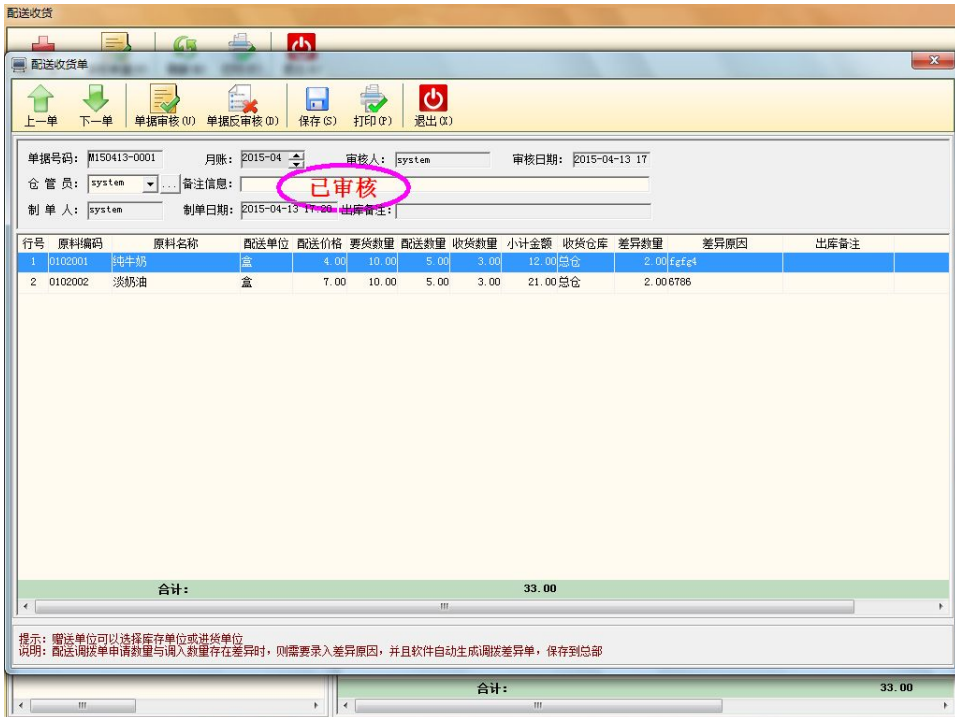 配送收货
配送收货单
上一单 下一单 单据审核(U) 单据反审核(D) 保存(S) 打印(P) 退出(X)
单据号码: M150413-0001 月账: 2015-04 审核人: system 审核日期: 2015-04-13 17
仓 管 员: system ... 备注信息:
已审核
制 单 人: system 制单日期: 2015-04-13 17:20 出库备注:
行号 原料编码 原料名称 配送单位 配送价格 要货数量 配送数量 收货数量 小计金额 收货仓库 差异数量 差异原因 出库备注
1 0102001 纯牛奶 盒 4.00 10.00 5.00 3.00 12.00 总仓 2.00 fgfg4
2 0102002 淡奶油 盒 7.00 10.00 5.00 3.00 21.00 总仓 2.00 6786
合计: 33.00
提示: 赠送单位可以选择库存单位或进货单位
说明: 配送调拨单申请数量与调入数量存在差异时，则需要录入差异原因，并且软件自动生成调拨差异单，保存到总部
合计: 33.00